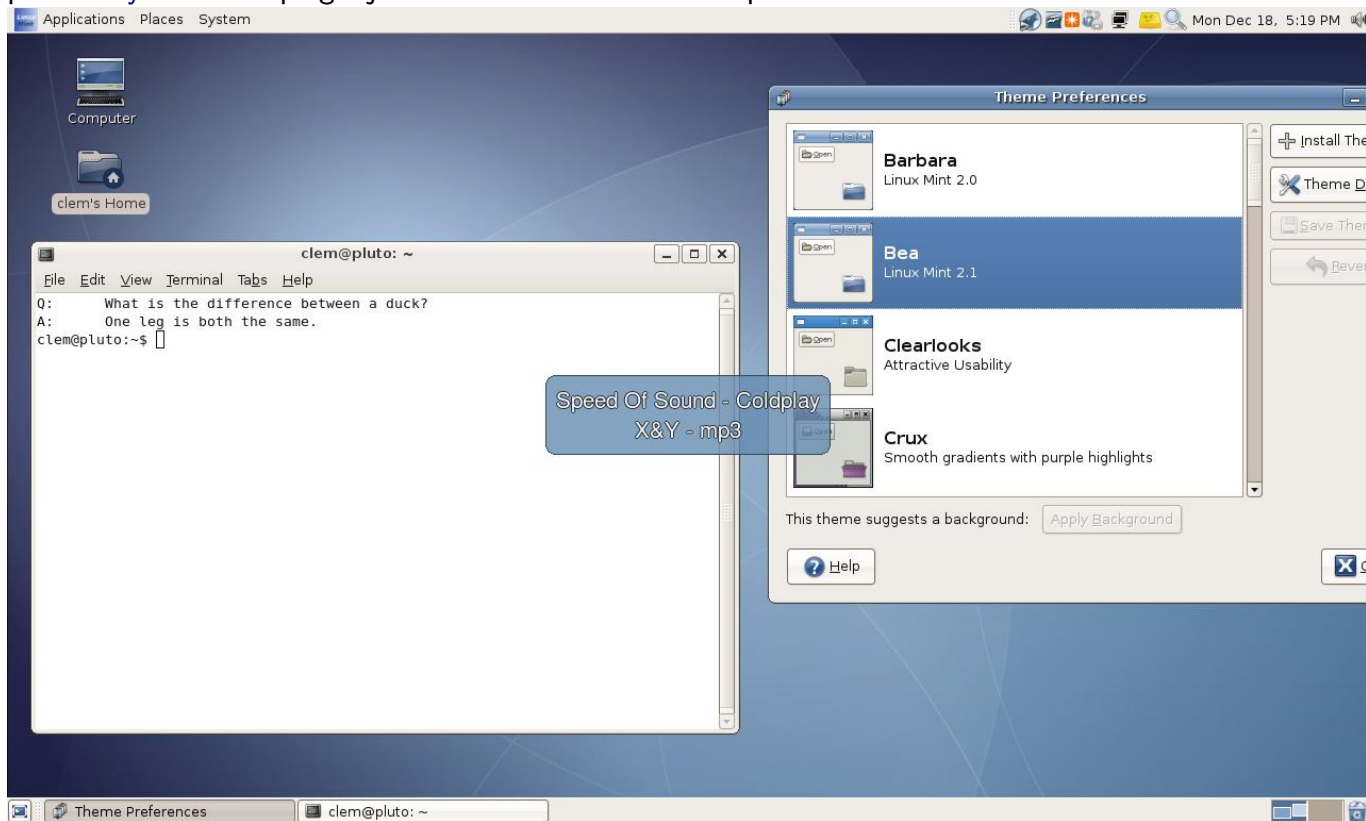 Applications Places System
Mon Dec 18, 5:19 PM
Computer
clem's Home
clem@pluto: ~
File Edit View Terminal Tabs Help
Q: What is the difference between a duck?
A: One leg is both the same.
clem@pluto:~$
Speed Of Sound - Coldplay
X&Y - mp3
Theme Preferences
Open
Barbara
Linux Mint 2.0
Open
Bea
Linux Mint 2.1
Open
Clearlooks
Attractive Usability
Crux
Smooth gradients with purple highlights
Install The
Theme D
Save Ther
Rever
This theme suggests a background: Apply Background
Help
Theme Preferences
clem@pluto: ~